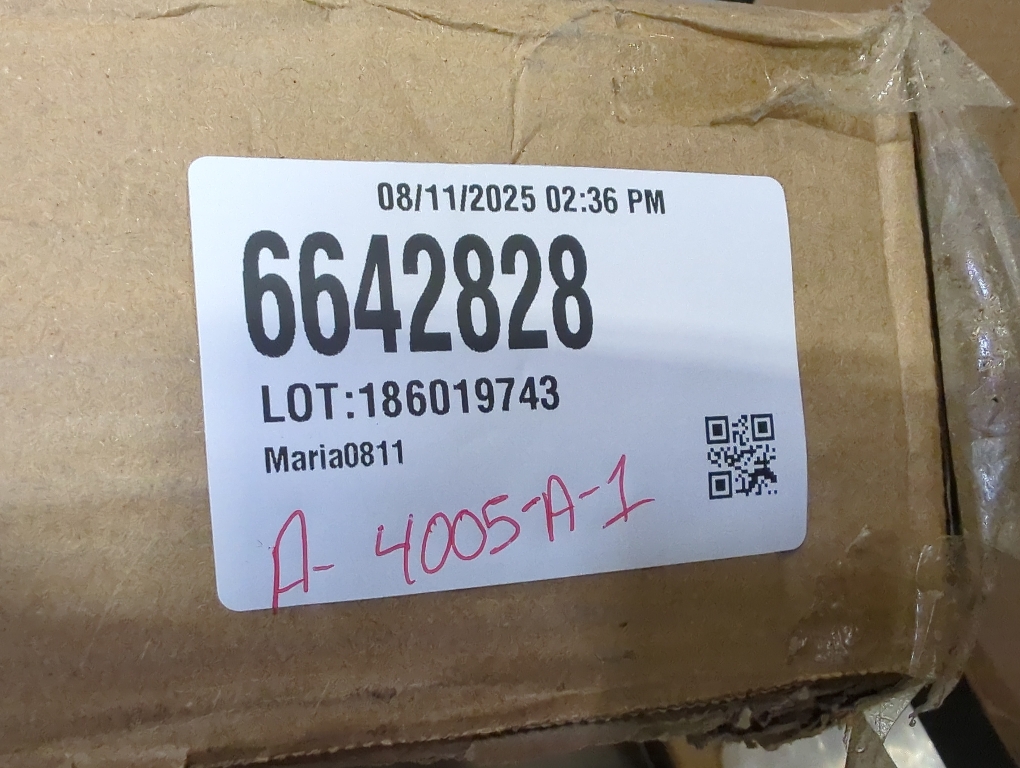 08/11/2025 02:36 PM
6642828
LOT:186019743
Maria0811
A- 4005-A-1